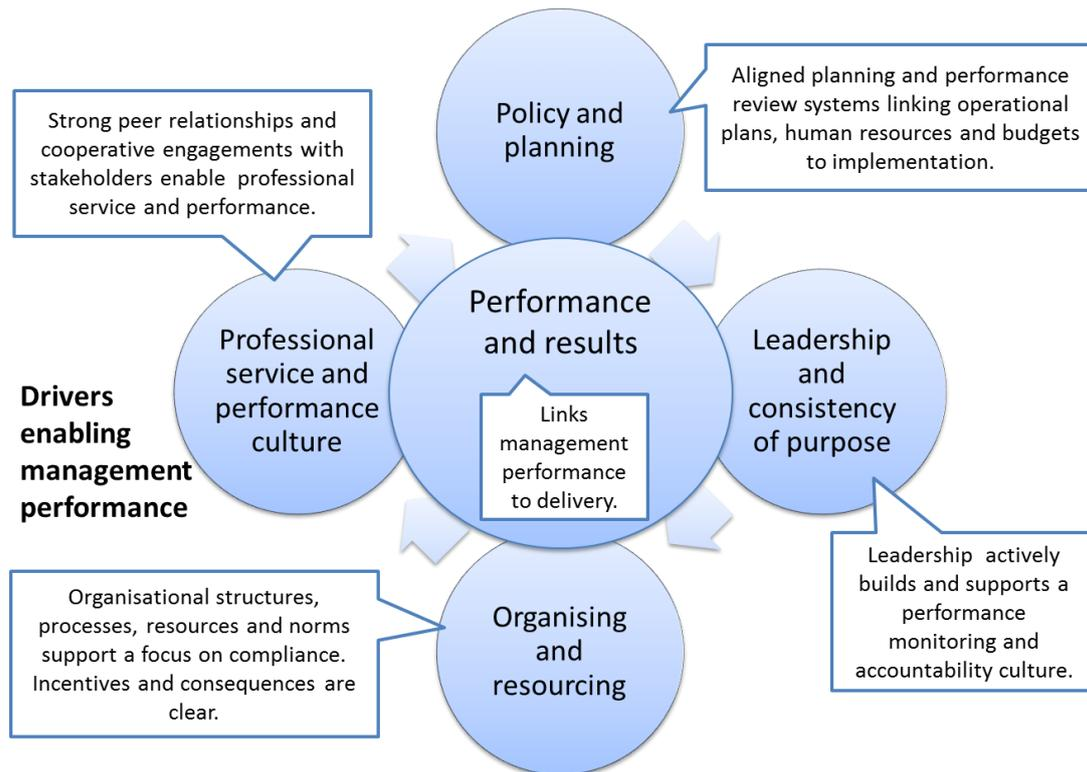 Policy and
planning
Aligned planning and performance
review systems linking operational
plans, human resources and budgets
to implementation.
Strong peer relationships and
cooperative engagements with
stakeholders enable professional
service and performance.
Professional
service and
performance
culture
Performance
and results
Links
management
performance
to delivery.
Leadership
and
consistency
of purpose
Drivers
enabling
management
performance
Leadership actively
builds and supports a
performance
monitoring and
accountability culture.
Organisational structures,
processes, resources and norms
support a focus on compliance.
Incentives and consequences are
clear.
Organising
and
resourcing